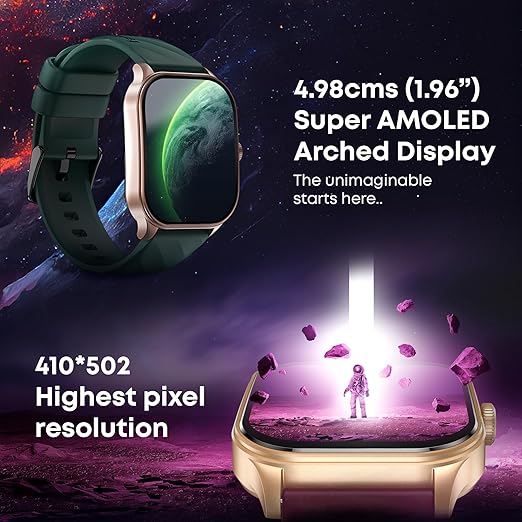 4.98cms (1.96”)
Super AMOLED
Arched Display
The unimaginable
starts here..
410*502
Highest pixel
resolution